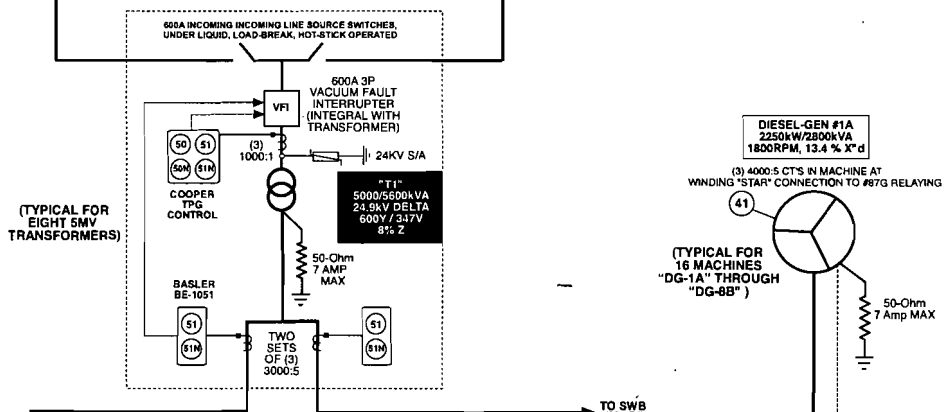 600A INCOMING INCOMING LINE SOURCE SWITCHES,
UNDER LIQUID, LOAD-BREAK, HOT-STICK OPERATED
600A 3P
VACUUM FAULT
INTERRUPTER
(INTEGRAL WITH
TRANSFORMER)
VFI
50 51
50N 51N
(3)
1000:1
24KV S/A
COOPER
TPG
CONTROL
"T1"
5000/5600kVA
24.9kV DELTA
600Y / 347V
8% Z
(TYPICAL FOR
EIGHT 5MV
TRANSFORMERS)
50-Ohm
7 AMP
MAX
BASLER
BE-1051
51
51N
TWO
SETS
OF (3)
3000:5
51
51N
TO SWB
DIESEL-GEN #1A
2250kW/2800kVA
1800RPM, 13.4 % X"d
(3) 4000:5 CT'S IN MACHINE AT
WINDING "STAR" CONNECTION TO #87G RELAYING
41
(TYPICAL FOR
16 MACHINES
"DG-1A" THROUGH
"DG-8B" )
50-Ohm
7 Amp MAX